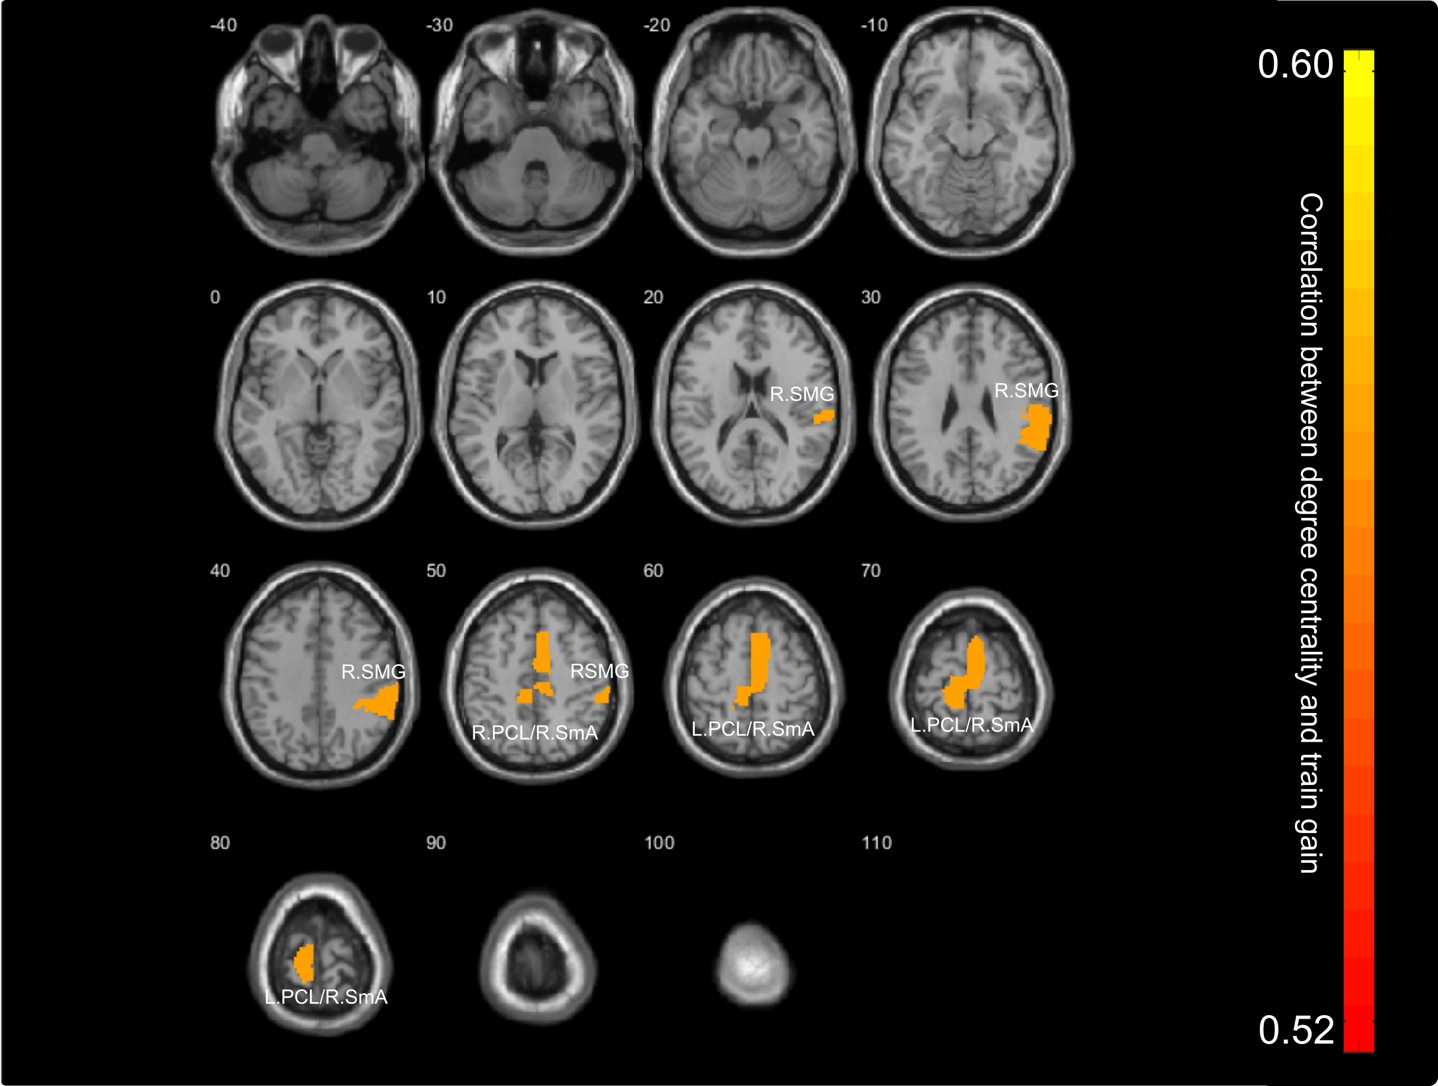 -40
-30
-20
-10
0.60
0
10
20
30
R.SMG
R.SMG
Correlation between degree centrality and train gain
40
50
60
70
R.SMG
RSMG
R.PCL/R.SmA
L.PCL/R.SmA
L.PCL/R.SmA
80
90
100
110
L.PCL/R.SmA
0.52